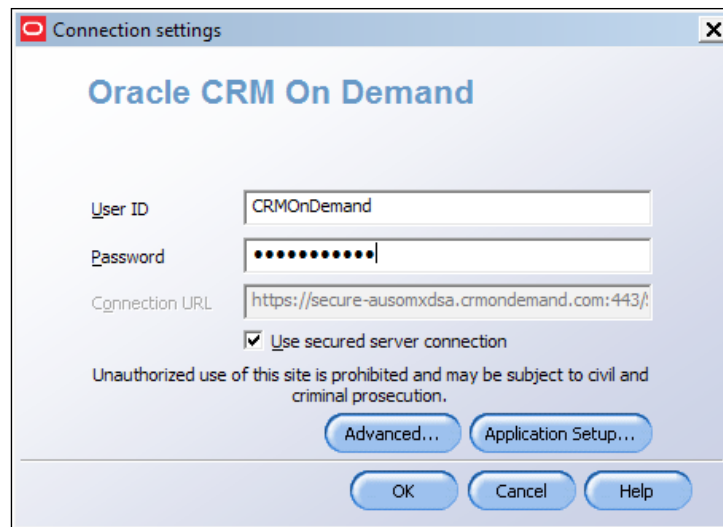 Connection settings
Oracle CRM On Demand
User ID
CRMOnDemand
Password
•••••••••••
Connection URL
https://secure-ausomxdsa.crmondemand.com:443/
Use secured server connection
Unauthorized use of this site is prohibited and may be subject to civil and
criminal prosecution.
Advanced...
Application Setup...
OK
Cancel
Help